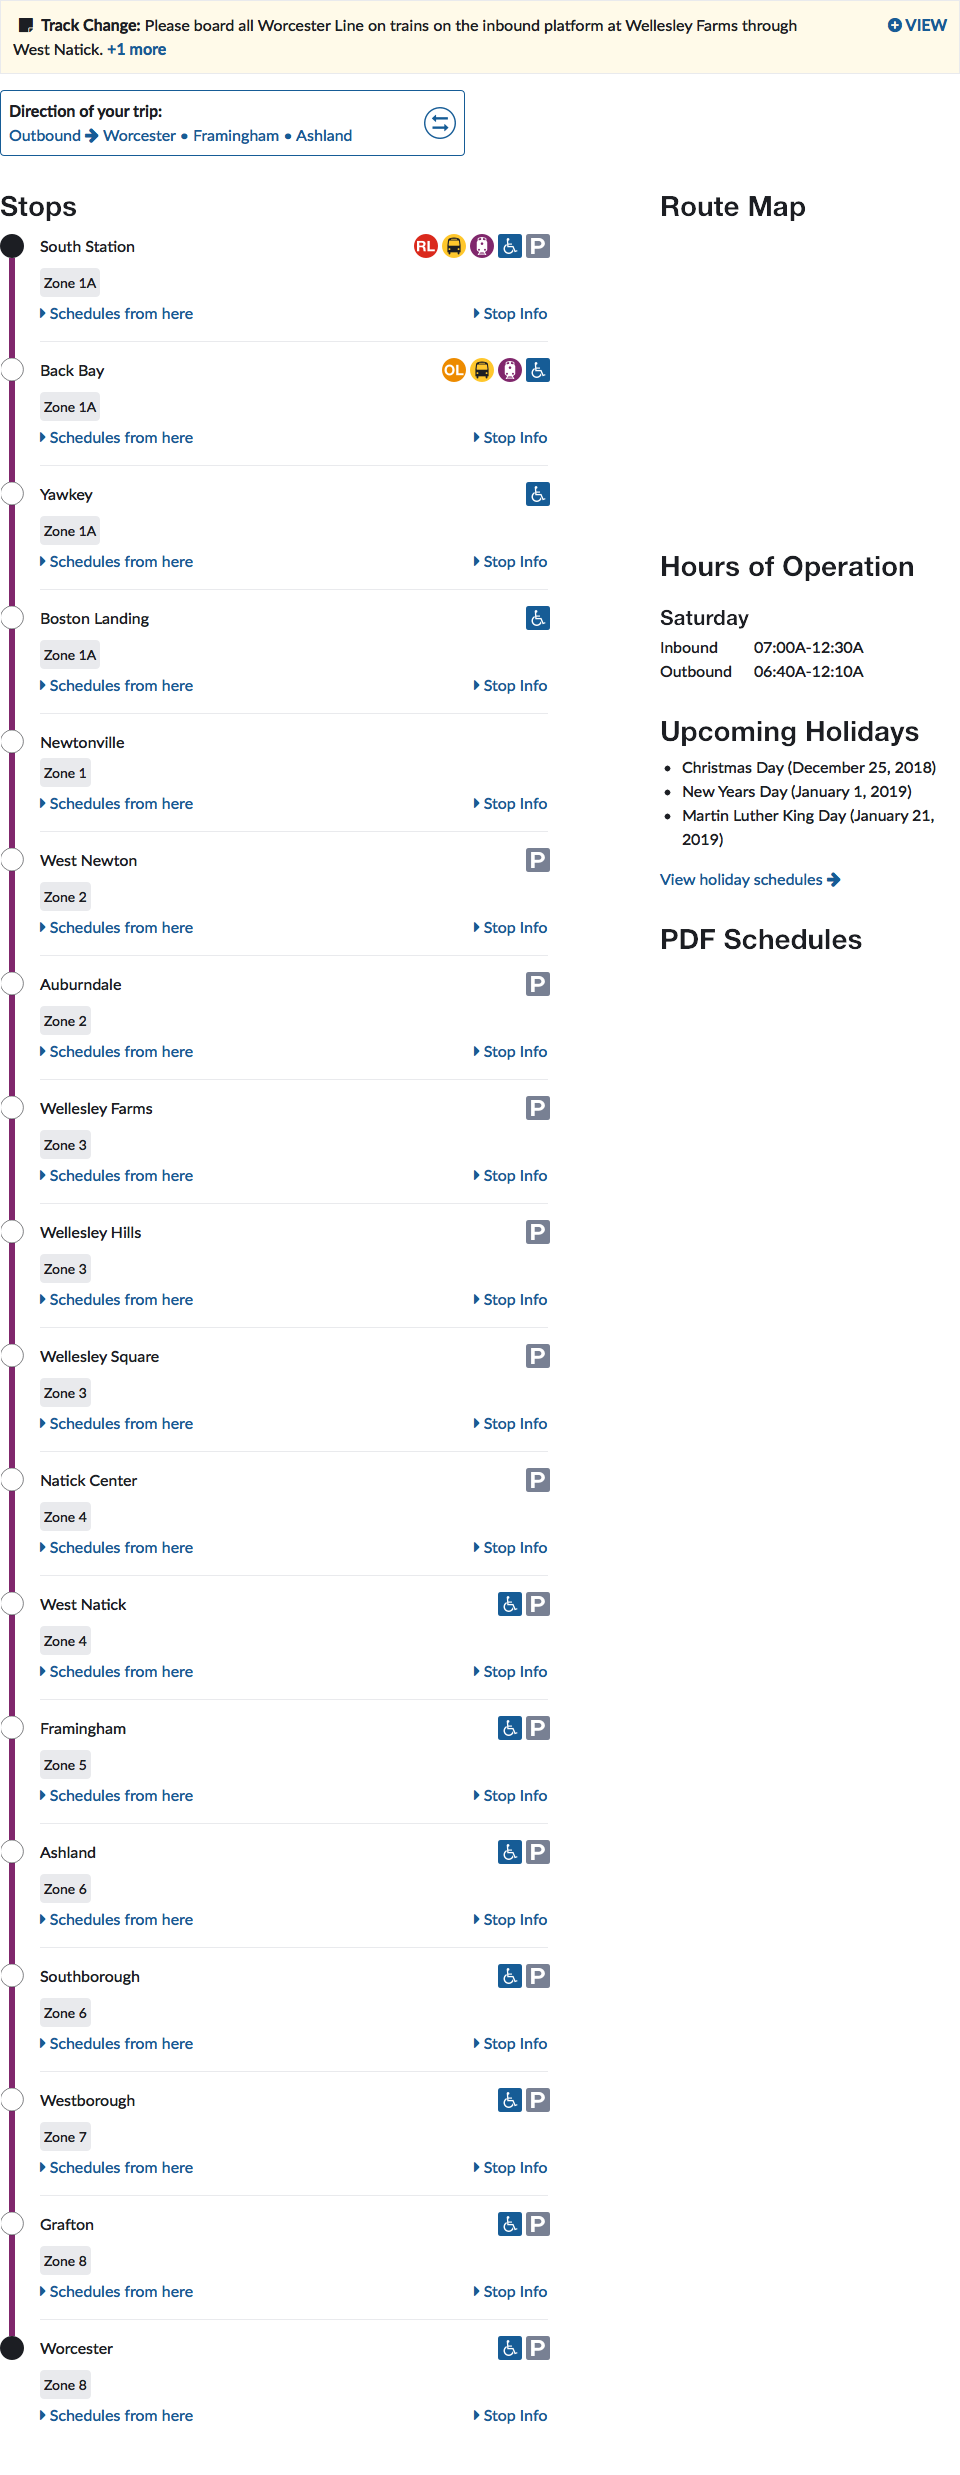 Track Change: Please board all Worcester Line on trains on the inbound platform at Wellesley Farms through
West Natick. +1 more
VIEW
Direction of your trip:
Outbound → Worcester • Framingham • Ashland
Stops
South Station
RL
P
Zone 1A
Schedules from here
Stop Info
Back Bay
OL
Zone 1A
Schedules from here
Stop Info
Yawkey
Zone 1A
Schedules from here
Stop Info
Boston Landing
Zone 1A
Schedules from here
Stop Info
Newtonville
Zone 1
Schedules from here
Stop Info
West Newton
P
Zone 2
Schedules from here
Stop Info
Auburndale
P
Zone 2
Schedules from here
Stop Info
Wellesley Farms
P
Zone 3
Schedules from here
Stop Info
Wellesley Hills
P
Zone 3
Schedules from here
Stop Info
Wellesley Square
P
Zone 3
Schedules from here
Stop Info
Natick Center
P
Zone 4
Schedules from here
Stop Info
West Natick
P
Zone 4
Schedules from here
Stop Info
Framingham
P
Zone 5
Schedules from here
Stop Info
Ashland
P
Zone 6
Schedules from here
Stop Info
Southborough
P
Zone 6
Schedules from here
Stop Info
Westborough
P
Zone 7
Schedules from here
Stop Info
Grafton
P
Zone 8
Schedules from here
Stop Info
Worcester
P
Zone 8
Schedules from here
Stop Info
Route Map
Hours of Operation
Saturday
Inbound 07:00A-12:30A
Outbound 06:40A-12:10A
Upcoming Holidays
• Christmas Day (December 25, 2018)
• New Years Day (January 1, 2019)
• Martin Luther King Day (January 21,
2019)
View holiday schedules →
PDF Schedules